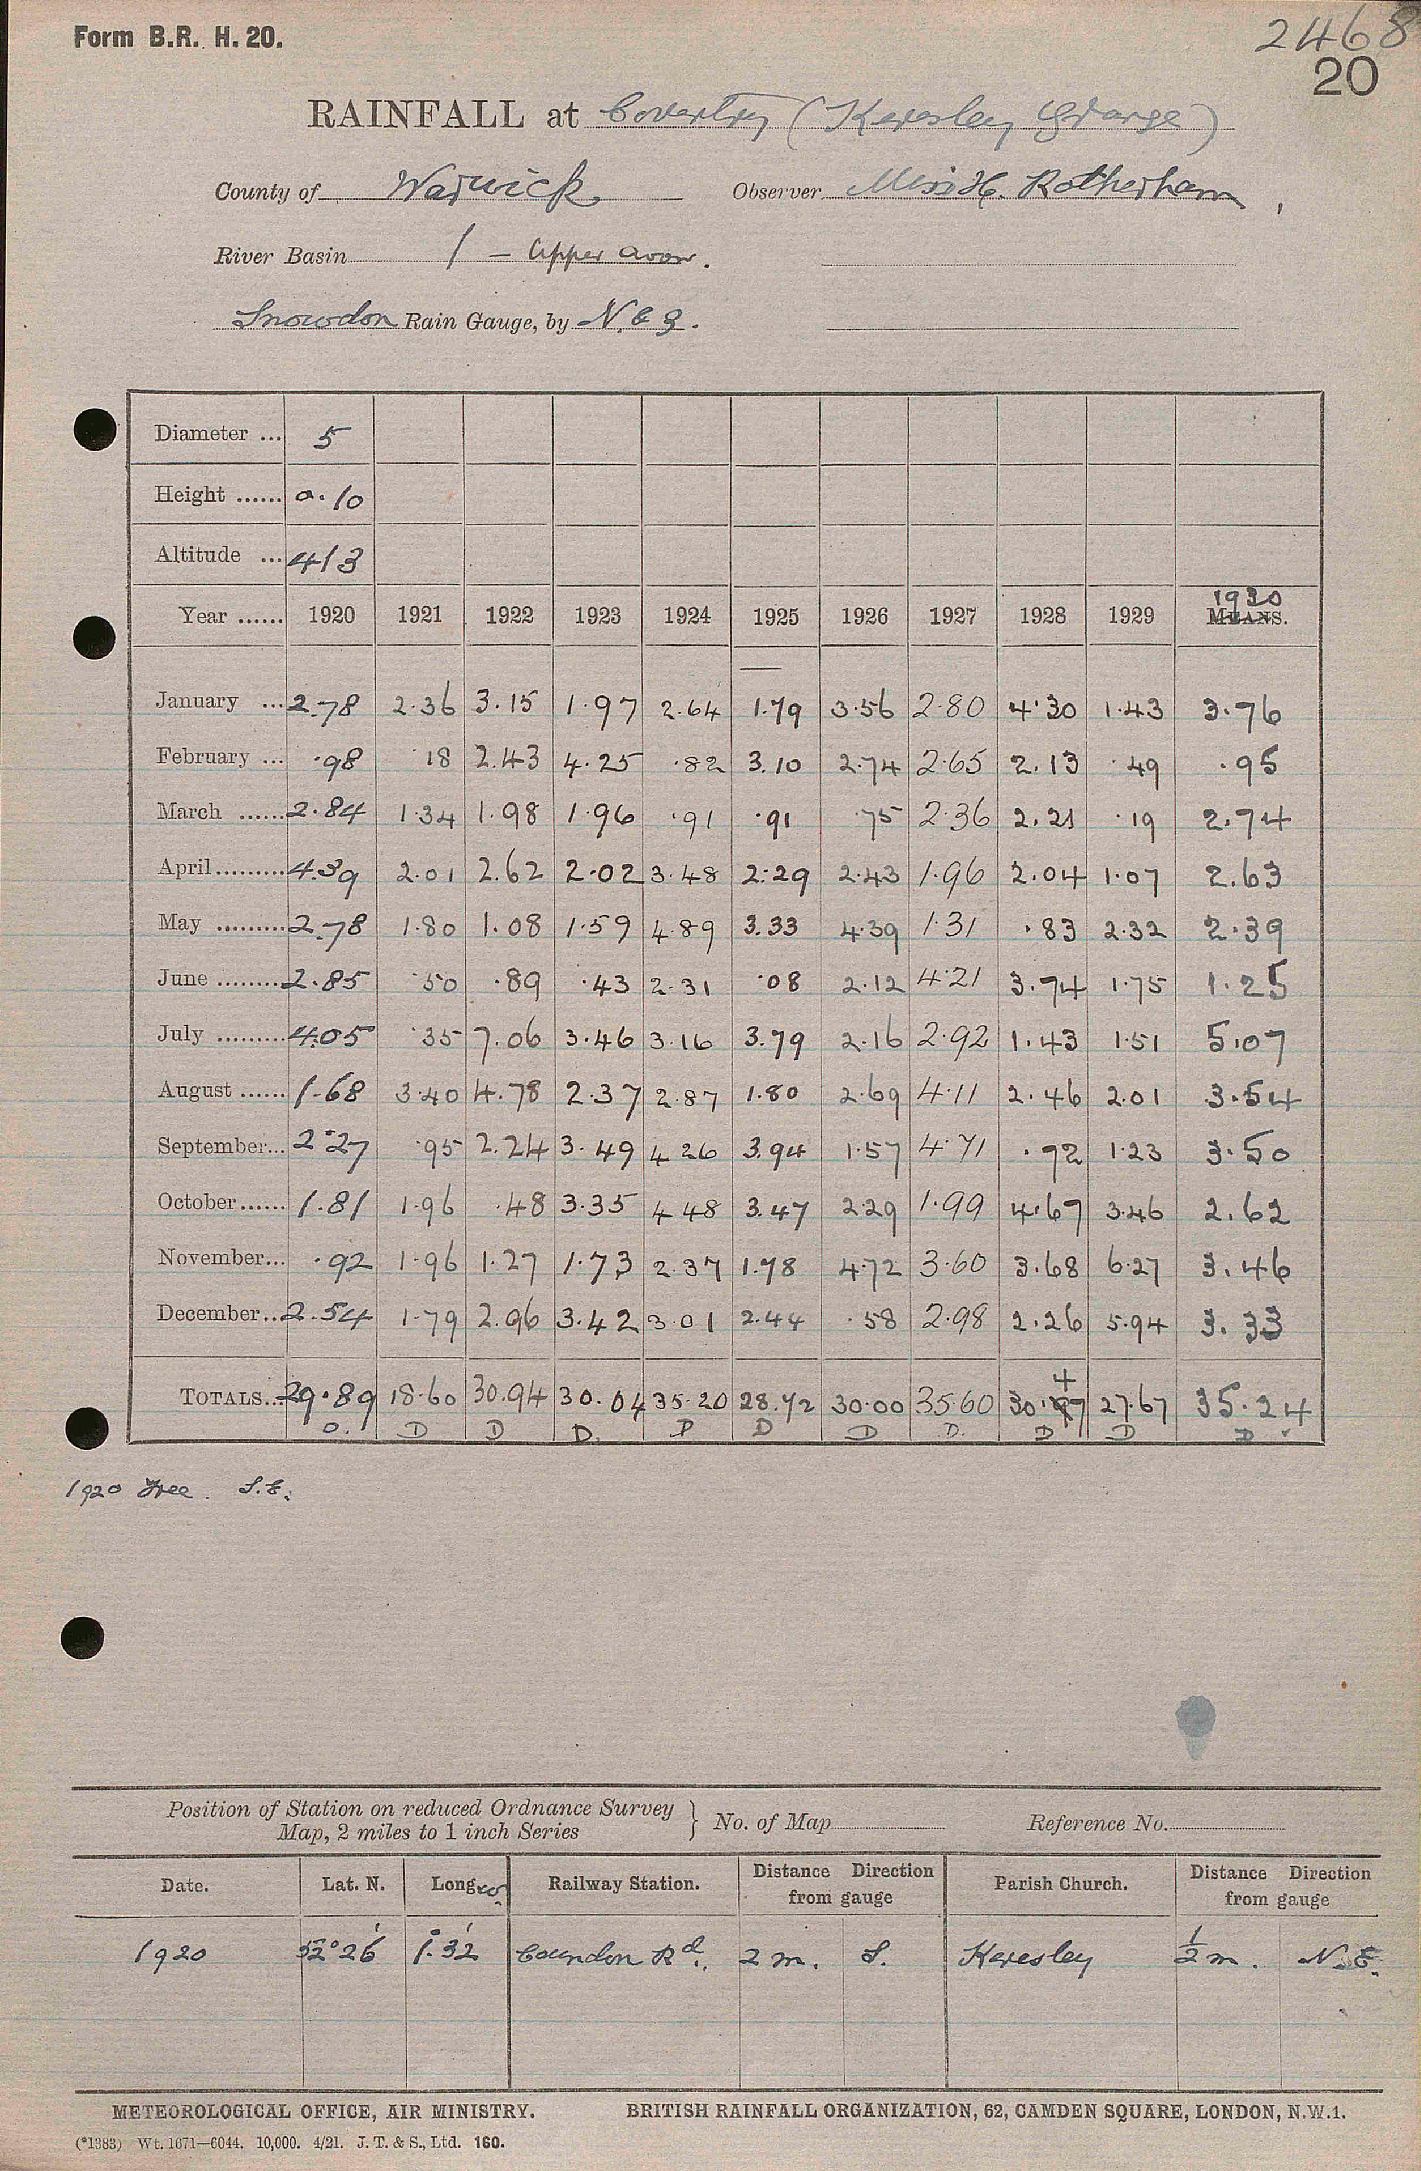 Form B.R. H. 20.
2468
20
RAINFALL at Coventry (Keresley Grange)
County of Warwick Observer Miss H. Rotherham,
River Basin 1 - Upper Avon.
Snowdon Rain Gauge, by N. & Z.
Diameter ... 5
Height ...... 0.10
Altitude ... 413
1930
Year ...... 1920 1921 1922 1923 1924 1925 1926 1927 1928 1929 MEANS.
January ... 2.78 2.36 3.15 1.97 2.64 1.79 3.56 2.80 4.30 1.43 3.76
February ... .98 .18 2.43 4.25 .82 3.10 2.74 2.65 2.13 .49 .95
March ...... 2.84 1.34 1.98 1.96 .91 .91 .75 2.36 2.21 .19 2.74
April......... 4.39 2.01 2.62 2.02 3.48 2.29 2.43 1.96 2.04 1.07 2.63
May ......... 2.78 1.80 1.08 1.59 4.89 3.33 4.39 1.31 .83 2.32 2.39
June ......... 2.85 .50 .89 .43 2.31 .08 2.12 4.21 3.74 1.75 1.25
July ......... 4.05 .35 7.06 3.46 3.16 3.79 2.16 2.92 1.43 1.51 5.07
August ...... 1.68 3.40 4.78 2.37 2.87 1.80 2.69 4.11 2.46 2.01 3.54
September... 2.27 .95 2.24 3.49 4.26 3.94 1.57 4.71 .92 1.23 3.50
October...... 1.81 1.96 .48 3.35 4.48 3.47 2.29 1.99 4.67 3.46 2.62
November... .92 1.96 1.27 1.73 2.37 1.78 4.72 3.60 3.68 6.27 3.46
December... 2.54 1.79 2.96 3.42 3.01 2.44 .58 2.98 2.26 5.94 3.33
4
TOTALS... 29.89 18.60 30.94 30.04 35.20 28.72 30.00 35.60 30.97 27.67 35.24
D. D D D. D D D D. D D D
1920 Free. S.E.
Position of Station on reduced Ordnance Survey
Map, 2 miles to 1 inch Series } No. of Map Reference No.
Date. Lat. N. Long W. Railway Station. Distance Direction from gauge Parish Church. Distance Direction from gauge
1920 52° 26' 1° 32' Coundon Rd. 2 m. S. Keresley ½ m. N.E.
METEOROLOGICAL OFFICE, AIR MINISTRY. BRITISH RAINFALL ORGANIZATION, 62, CAMDEN SQUARE, LONDON, N.W.1.
(*1383) Wt. 1671—6044. 10,000. 4/21. J. T. & S., Ltd. 160.